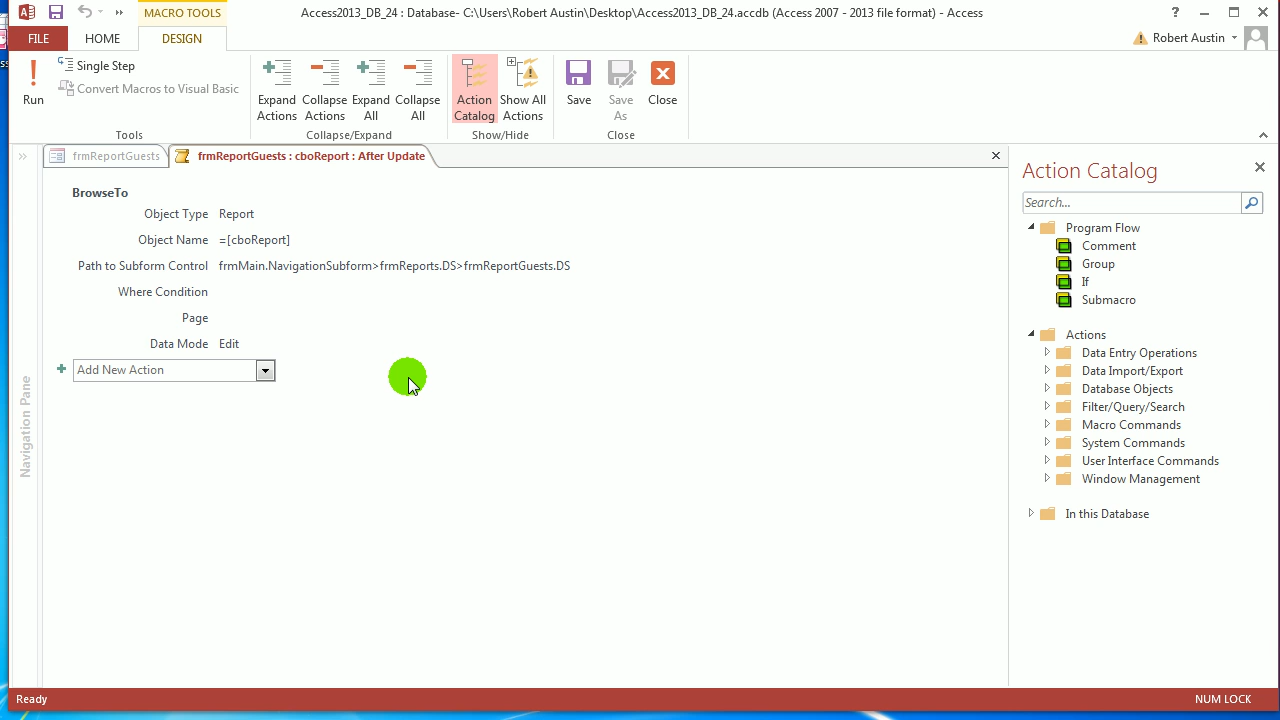 MACRO TOOLS
Access2013_DB_24 : Database- C:\Users\Robert Austin\Desktop\Access2013_DB_24.accdb (Access 2007 - 2013 file format) - Access
FILE
HOME
DESIGN
Robert Austin
Run
Single Step
Convert Macros to Visual Basic
Tools
Expand Actions
Collapse Actions
Expand All
Collapse All
Collapse/Expand
Action Catalog
Show All Actions
Show/Hide
Save
Save As
Close
Close
frmReportGuests
frmReportGuests : cboReport : After Update
Navigation Pane
BrowseTo
Object Type Report
Object Name =[cboReport]
Path to Subform Control frmMain.NavigationSubform>frmReports.DS>frmReportGuests.DS
Where Condition
Page
Data Mode Edit
Add New Action
Action Catalog
Search...
Program Flow
Comment
Group
If
Submacro
Actions
Data Entry Operations
Data Import/Export
Database Objects
Filter/Query/Search
Macro Commands
System Commands
User Interface Commands
Window Management
In this Database
Ready
NUM LOCK